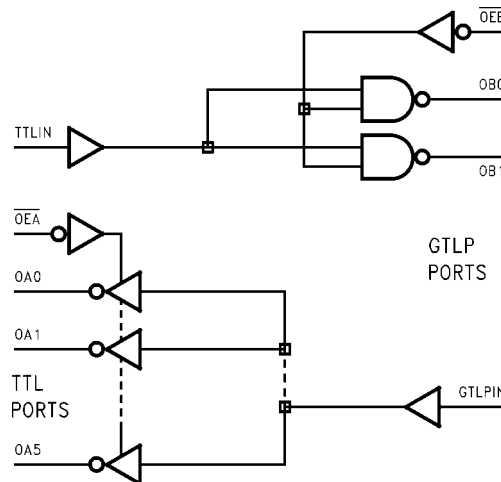 OEB
OB0
TTLIN
OB1
OEA
GTLP
PORTS
OA0
OA1
TTL
PORTS
GTLPIN
OA5